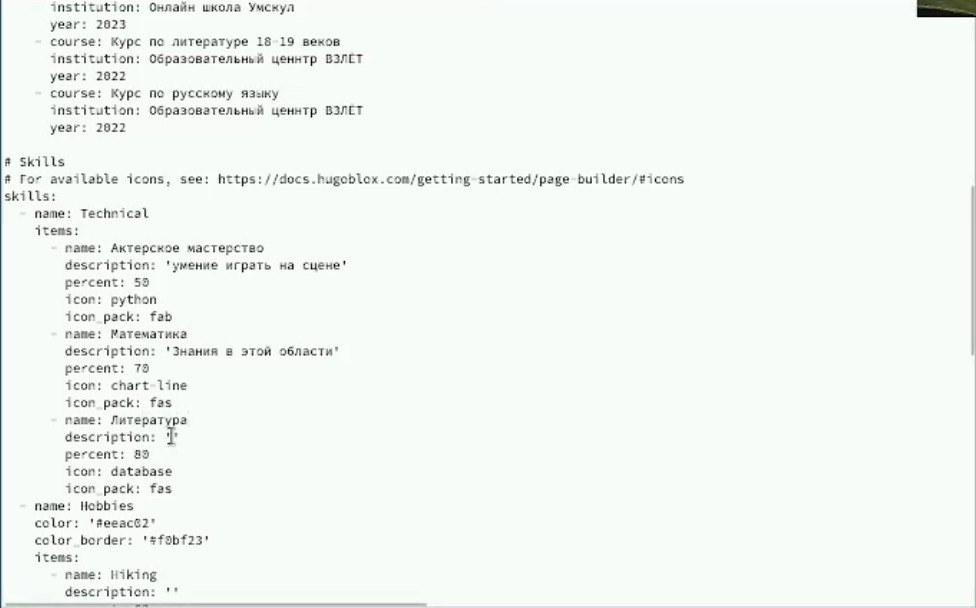 institution: Онлайн школа Умскул
year: 2023
- course: Курс по литературе 18-19 веков
institution: Образовательный ценнтр ВЗЛЁТ
year: 2022
- course: Курс по русскому языку
institution: Образовательный ценнтр ВЗЛЁТ
year: 2022
# Skills
# For available icons, see: https://docs.hugoblox.com/getting-started/page-builder/#icons
skills:
- name: Technical
items:
- name: Актерское мастерство
description: 'умение играть на сцене'
percent: 50
icon: python
icon_pack: fab
- name: Математика
description: 'Знания в этой области'
percent: 70
icon: chart-line
icon_pack: fas
- name: Литература
description: ''
percent: 80
icon: database
icon_pack: fas
- name: Hobbies
color: '#eeac02'
color_border: '#f0bf23'
items:
- name: Hiking
description: ''